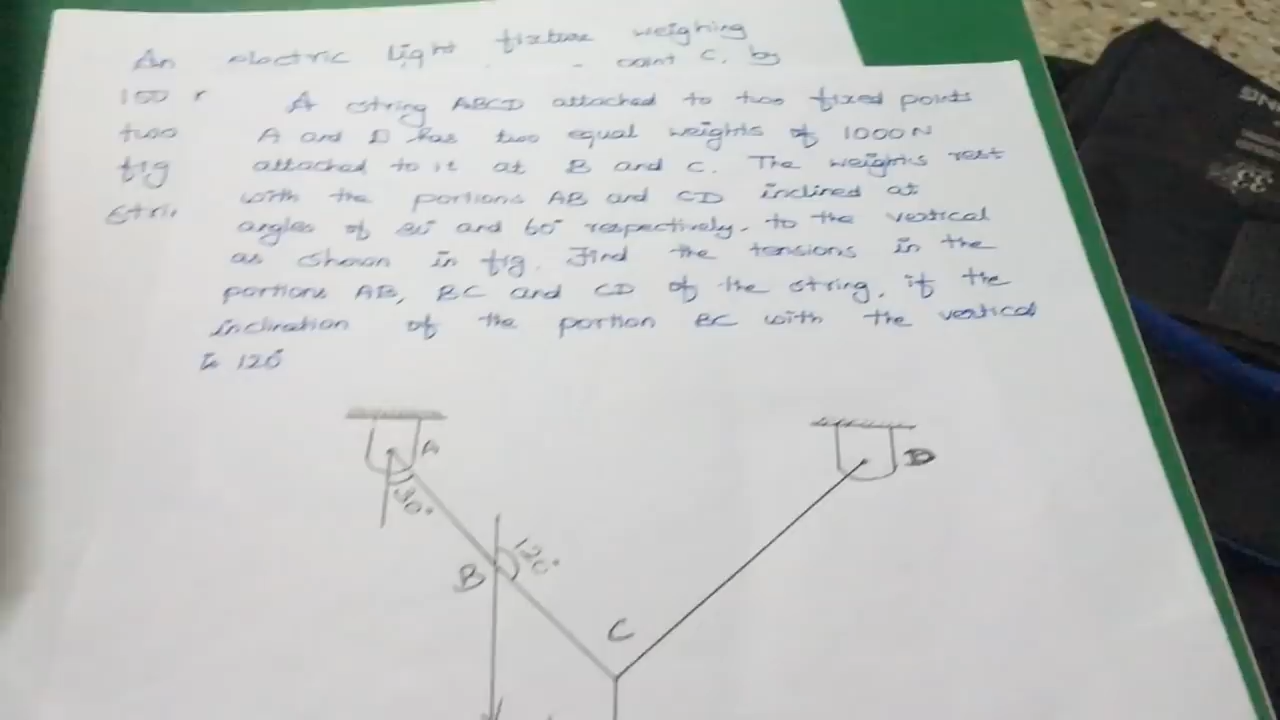 An electric light fixture weighing
point C, by
150
two
fig
Stri
A string ABCD attached to two fixed points
A and D has two equal weights of 1000N
attached to it at B and C. The weights rest
with the portions AB and CD inclined at
angles of 30° and 60° respectively. to the vertical
as shown in fig. Find the tensions in the
portions AB, BC and CD of the string, if the
inclination of the portion BC with the vertical
is 120°
A
D
30°
120°
B
C